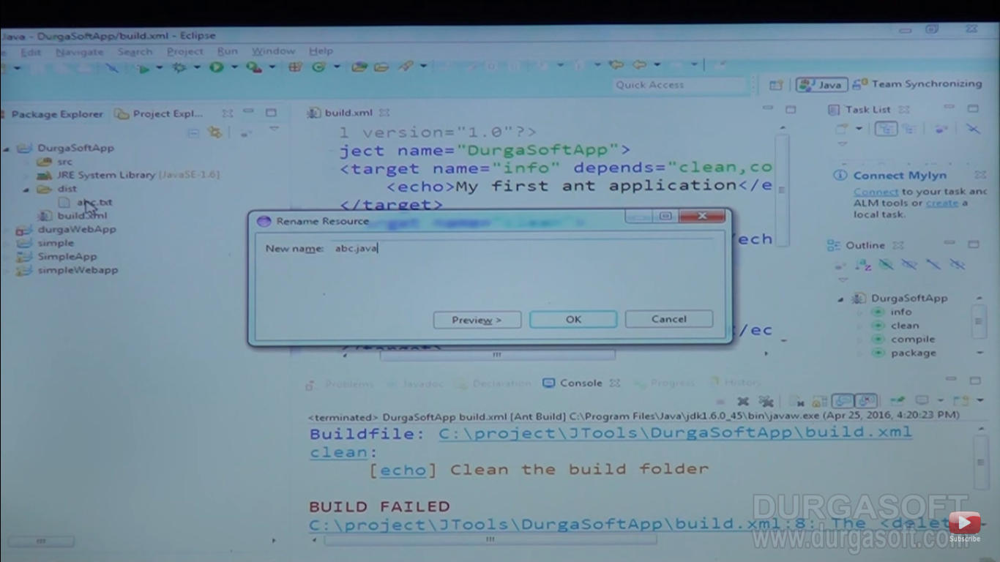 Java - DurgaSoftApp/build.xml - Eclipse
Edit Navigate Search Project Run Window Help
Quick Access
Java
Team Synchronizing
Package Explorer
Project Expl...
DurgaSoftApp
src
JRE System Library [JavaSE-1.6]
dist
abc.txt
build.xml
durgaWebApp
simple
SimpleApp
simpleWebapp
build.xml
l version="1.0"?>
ject name="DurgaSoftApp">
<target name="info" depends="clean,co
<echo>My first ant application</e
</target>
/ech
</ec
Rename Resource
New name: abc.java
Preview >
OK
Cancel
Task List
Connect Mylyn
Connect to your task and
ALM tools or create a
local task.
Outline
DurgaSoftApp
info
clean
compile
package
Problems
Javadoc
Declaration
Console
Progress
History
<terminated> DurgaSoftApp build.xml [Ant Build] C:\Program Files\Java\jdk1.6.0_45\bin\javaw.exe (Apr 25, 2016, 4:20:23 PM)
Buildfile: C:\project\JTools\DurgaSoftApp\build.xml
clean:
[echo] Clean the build folder
BUILD FAILED
C:\project\JTools\DurgaSoftApp\build.xml:8: The <delet
DURGASOFT
www.durgasoft.com
Subscribe